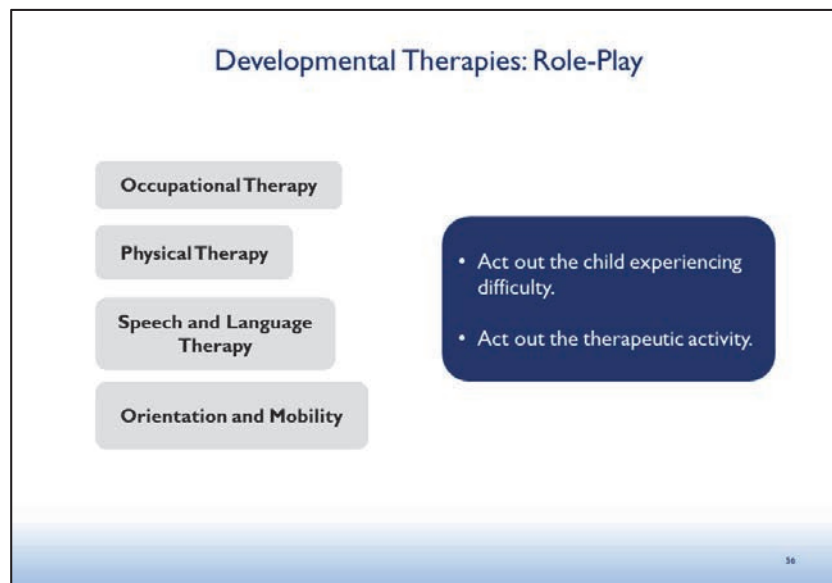 Developmental Therapies: Role-Play
Occupational Therapy
Physical Therapy
Speech and Language
Therapy
Orientation and Mobility
• Act out the child experiencing
difficulty.
• Act out the therapeutic activity.
56